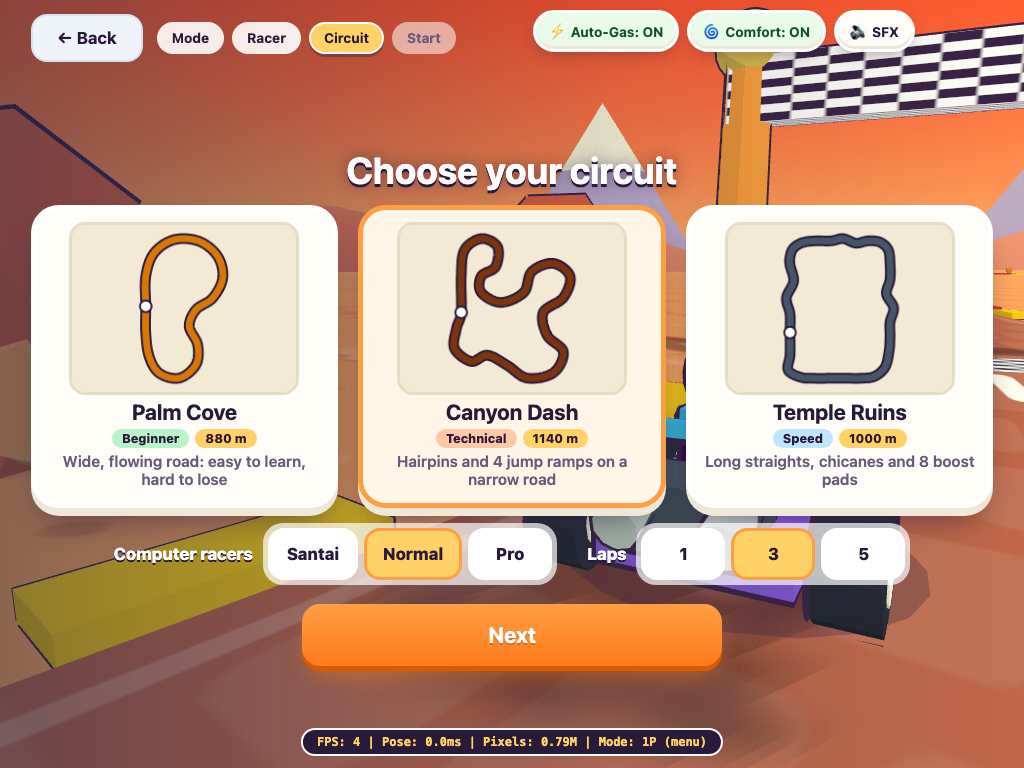 ← Back
Mode
Racer
Circuit
Start
⚡ Auto-Gas: ON
🌀 Comfort: ON
🔈 SFX
Choose your circuit
Palm Cove
Beginner
880 m
Wide, flowing road: easy to learn,
hard to lose
Canyon Dash
Technical
1140 m
Hairpins and 4 jump ramps on a
narrow road
Temple Ruins
Speed
1000 m
Long straights, chicanes and 8 boost
pads
Computer racers
Santai
Normal
Pro
Laps
1
3
5
Next
FPS: 4 | Pose: 0.0ms | Pixels: 0.79M | Mode: 1P (menu)